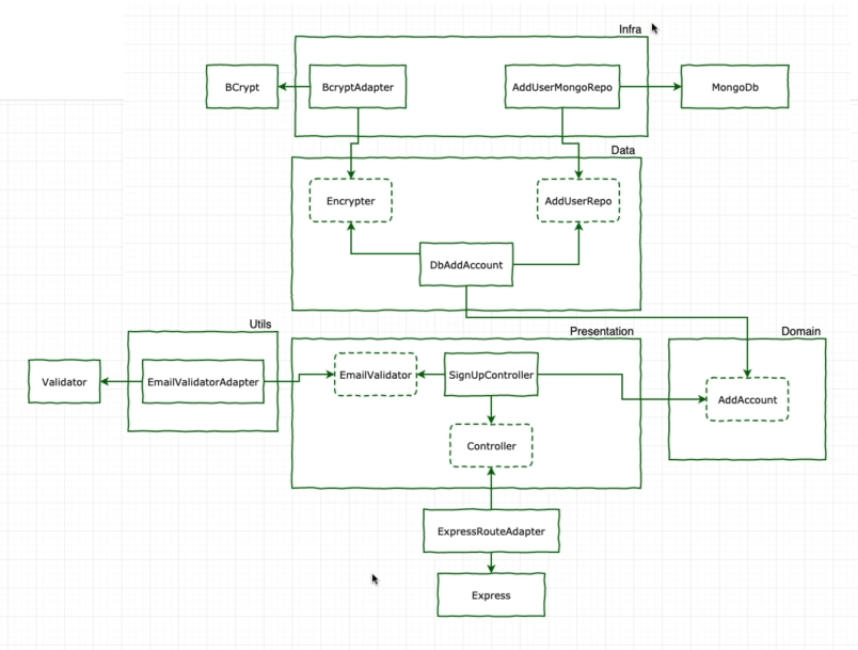 Infra
BCrypt
BcryptAdapter
AddUserMongoRepo
MongoDb
Data
Encrypter
AddUserRepo
DbAddAccount
Utils
Presentation
Domain
Validator
EmailValidatorAdapter
EmailValidator
SignUpController
AddAccount
Controller
ExpressRouteAdapter
Express